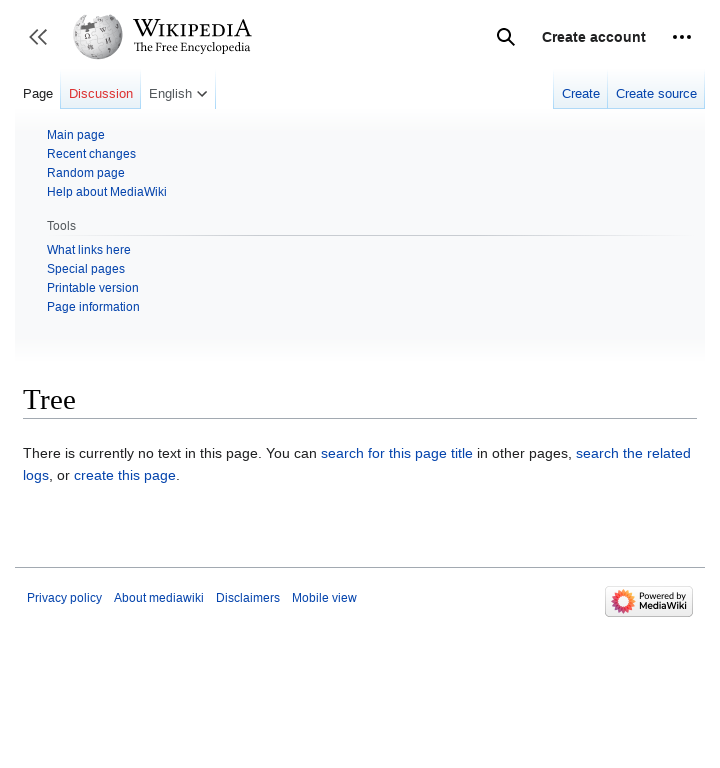 WIKIPEDIA
The Free Encyclopedia
Create account
Page Discussion English Create Create source
Main page
Recent changes
Random page
Help about MediaWiki
Tools
What links here
Special pages
Printable version
Page information
Tree
There is currently no text in this page. You can search for this page title in other pages, search the related
logs, or create this page.
Privacy policy About mediawiki Disclaimers Mobile view
Powered by
MediaWiki